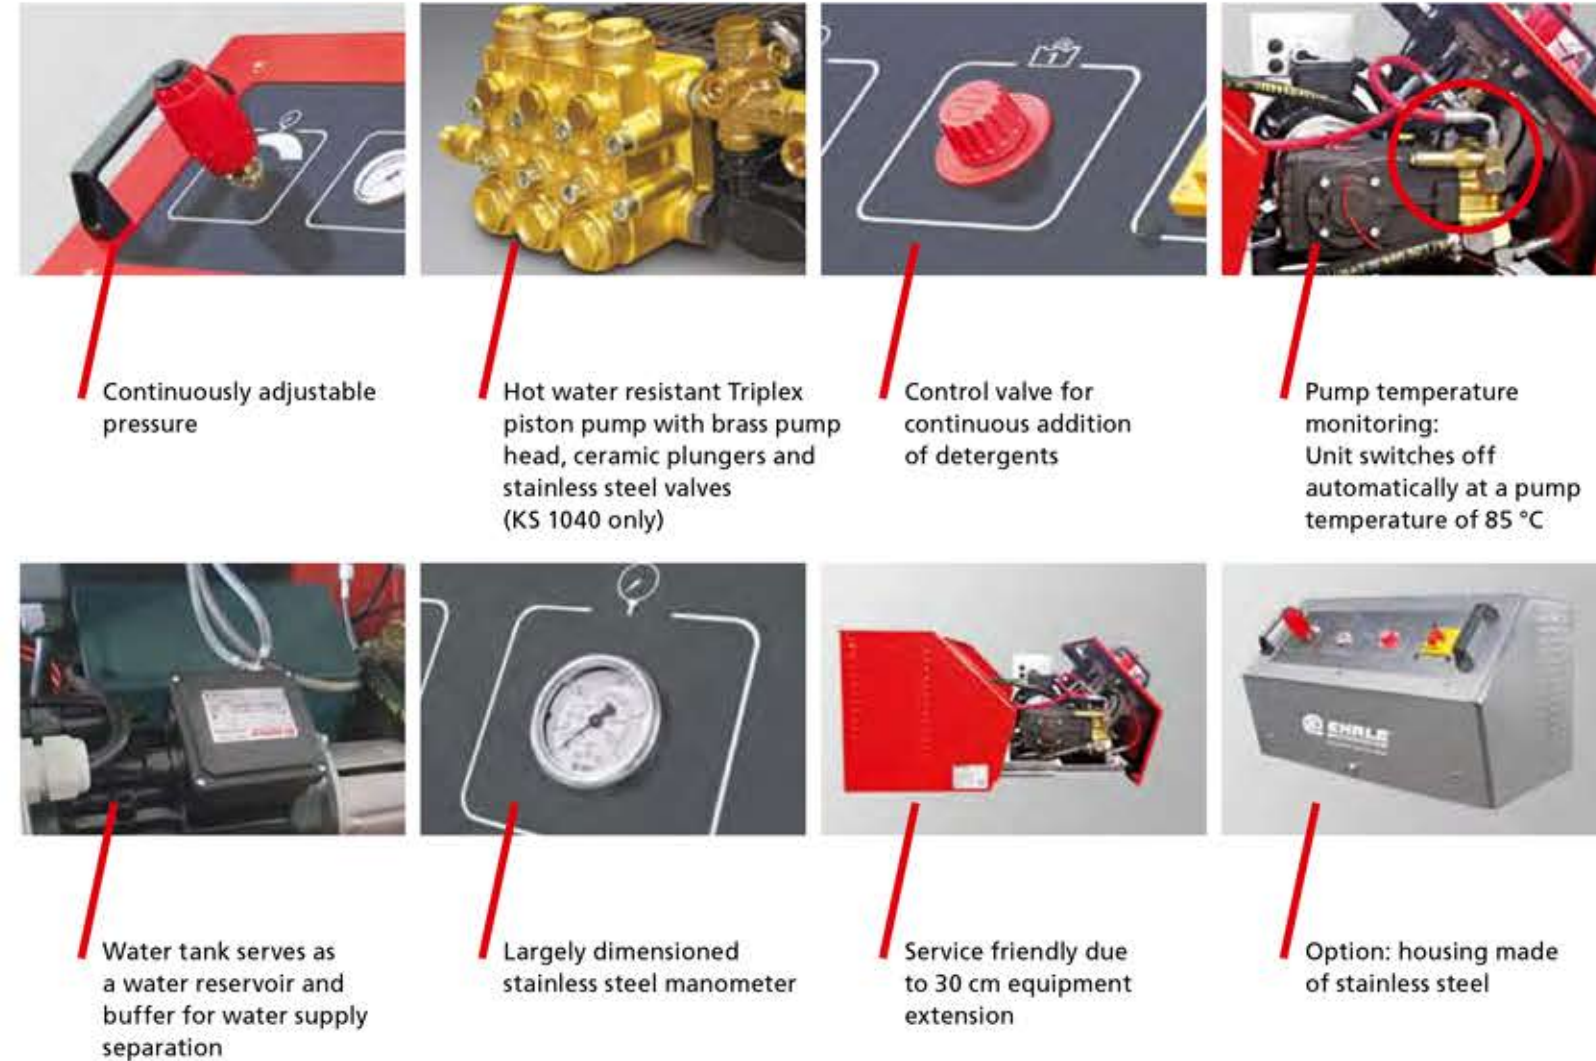 Continuously adjustable
pressure
Hot water resistant Triplex
piston pump with brass pump
head, ceramic plungers and
stainless steel valves
(KS 1040 only)
1
Control valve for
continuous addition
of detergents
Pump temperature
monitoring:
Unit switches off
automatically at a pump
temperature of 85 °C
Water tank serves as
a water reservoir and
buffer for water supply
separation
Largely dimensioned
stainless steel manometer
Service friendly due
to 30 cm equipment
extension
EHRLE
Option: housing made
of stainless steel